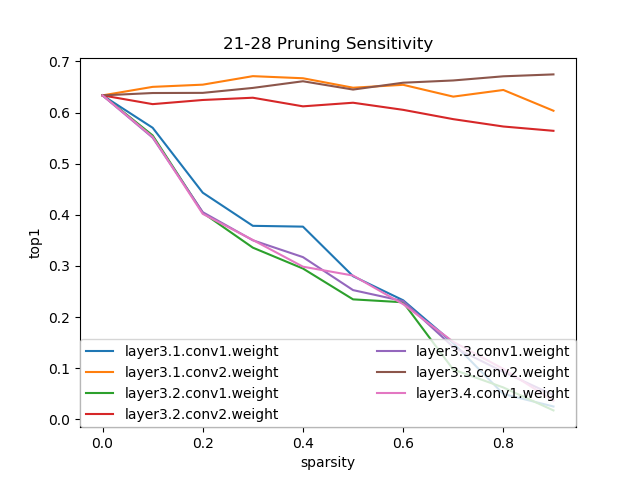 21-28 Pruning Sensitivity
top1
0.7
0.6
0.5
0.4
0.3
0.2
0.1
0.0
layer3.1.conv1.weight
layer3.1.conv2.weight
layer3.2.conv1.weight
layer3.2.conv2.weight
layer3.3.conv1.weight
layer3.3.conv2.weight
layer3.4.conv1.weight
0.0 0.2 0.4 0.6 0.8
sparsity